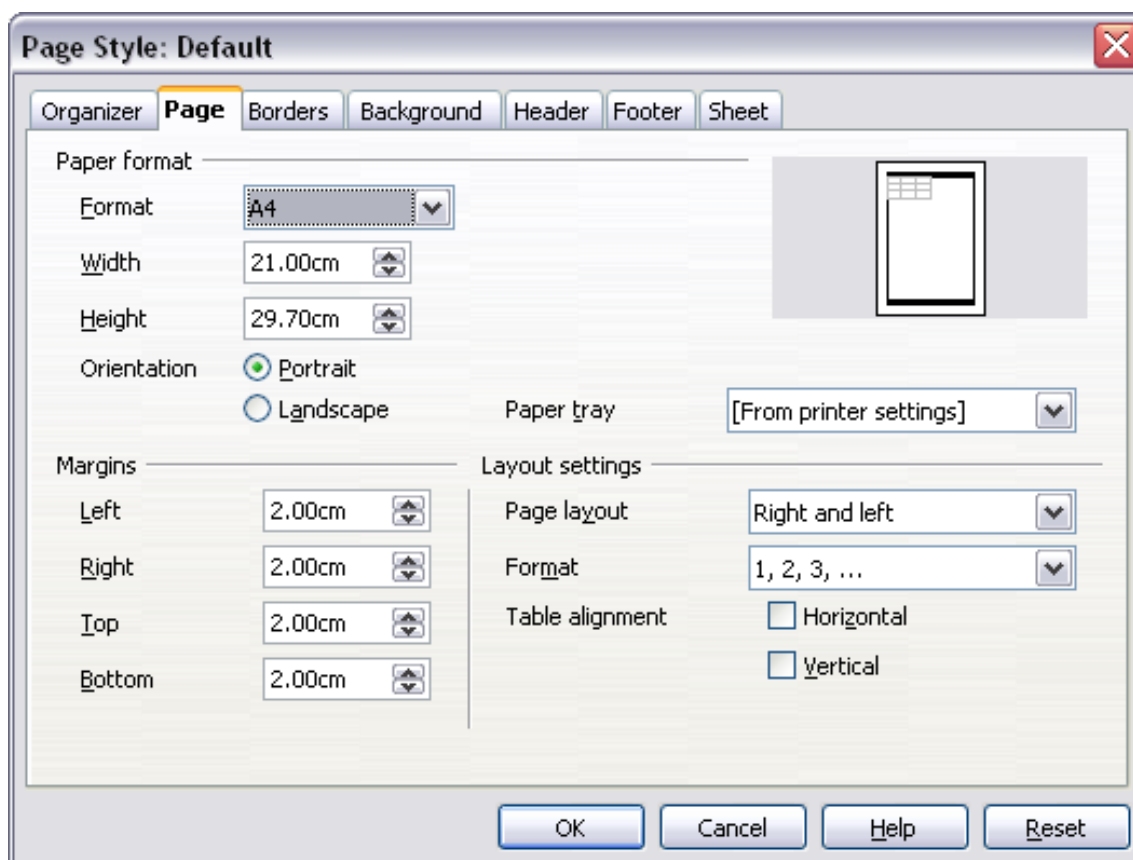 Page Style: Default
Organizer Page Borders Background Header Footer Sheet
Paper format
Format A4
Width 21.00cm
Height 29.70cm
Orientation Portrait
Landscape Paper tray [From printer settings]
Margins Layout settings
Left 2.00cm Page layout Right and left
Right 2.00cm Format 1, 2, 3, ...
Top 2.00cm Table alignment Horizontal
Bottom 2.00cm Vertical
OK Cancel Help Reset